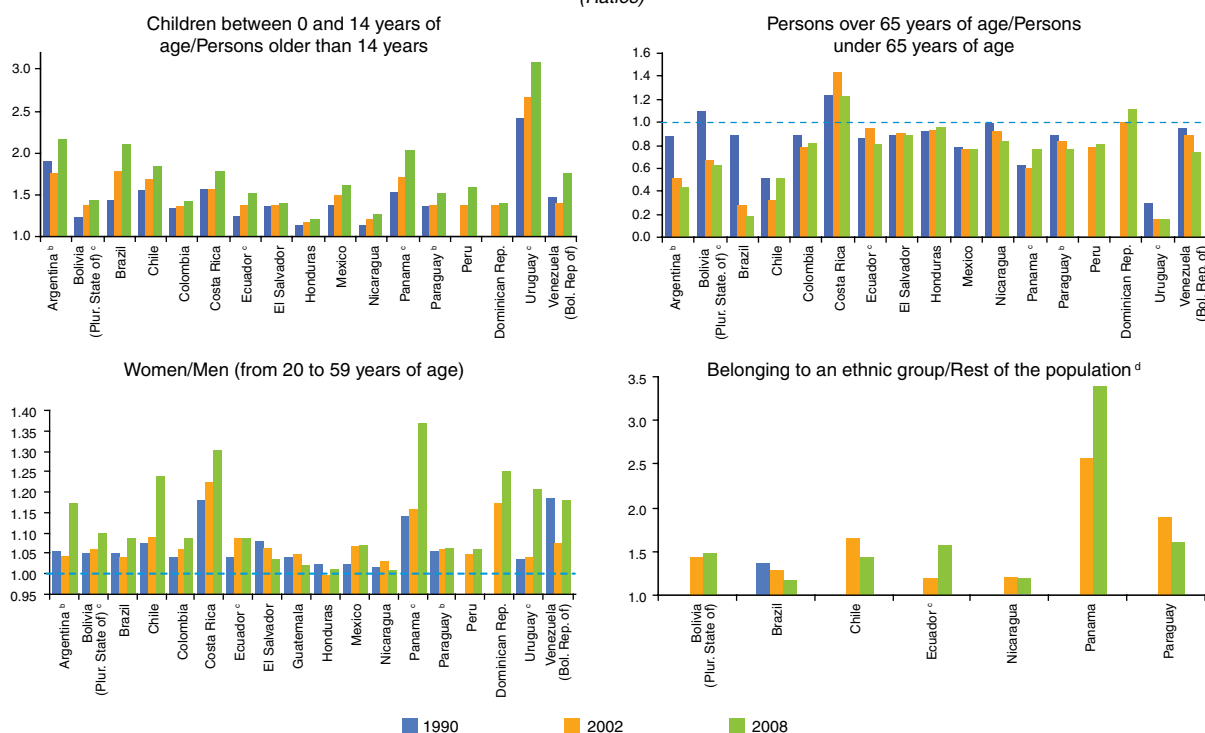 (Ratios)
Children between 0 and 14 years of
age/Persons older than 14 years
3.0
2.5
2.0
1.5
1.0
Argentina b
Bolivia
(Plur. State of) c
Brazil
Chile
Colombia
Costa Rica
Ecuador c
El Salvador
Honduras
Mexico
Nicaragua
Panama c
Paraguay b
Peru
Dominican Rep.
Uruguay c
Venezuela
(Bol. Rep of)
Persons over 65 years of age/Persons
under 65 years of age
1.6
1.4
1.2
1.0
0.8
0.6
0.4
0.2
0.0
Argentina b
Bolivia
(Plur. State. of) c
Brazil
Chile
Colombia
Costa Rica
Ecuador c
El Salvador
Honduras
Mexico
Nicaragua
Panama c
Paraguay b
Peru
Dominican Rep.
Uruguay c
Venezuela
(Bol. Rep of)
Women/Men (from 20 to 59 years of age)
1.40
1.35
1.30
1.25
1.20
1.15
1.10
1.05
1.00
0.95
Argentina b
Bolivia
(Plur. State of) c
Brazil
Chile
Colombia
Costa Rica
Ecuador c
El Salvador
Guatemala
Honduras
Mexico
Nicaragua
Panama c
Paraguay b
Peru
Dominican Rep.
Uruguay c
Venezuela
(Bol. Rep. of)
Belonging to an ethnic group/Rest of the population d
3.5
3.5
2.5
2.0
1.5
1.0
Bolivia
(Plur. State of)
Brazil
Chile
Ecuador c
Nicaragua
Panama
Paraguay
1990
2002
2008